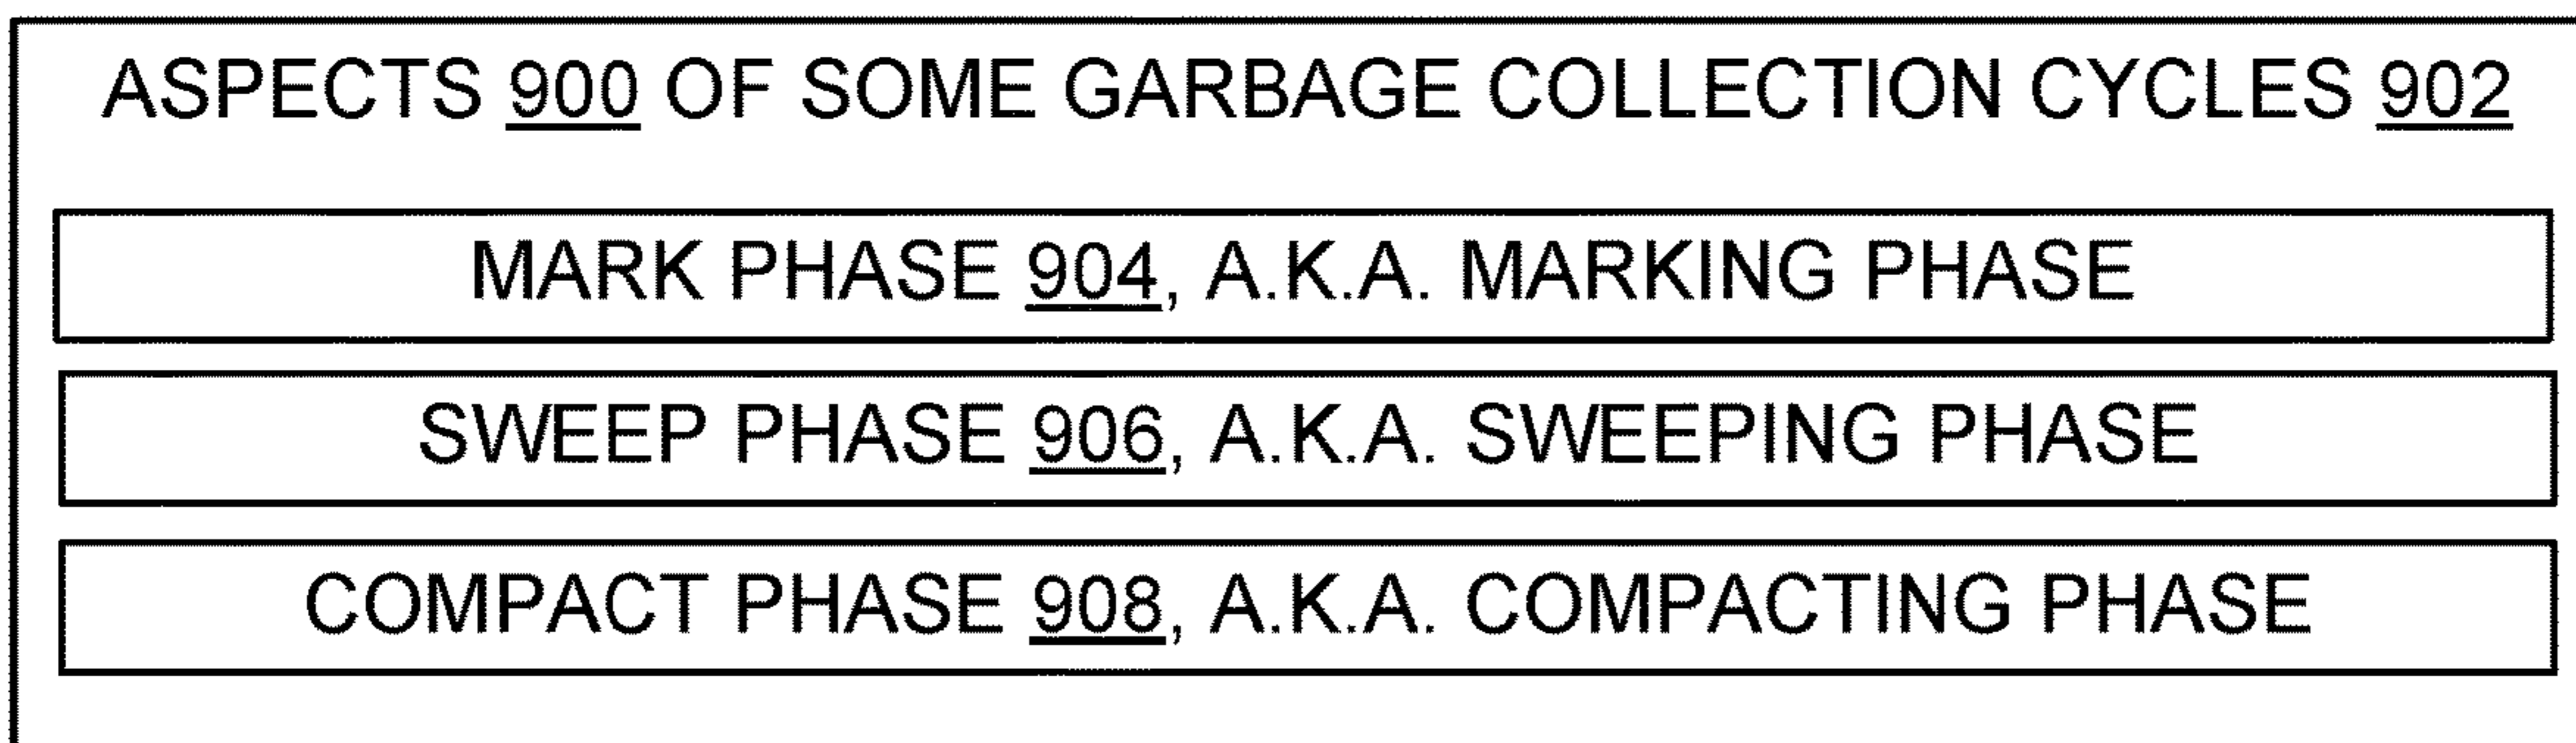 ASPECTS 900 OF SOME GARBAGE COLLECTION CYCLES 902
MARK PHASE 904, A.K.A. MARKING PHASE
SWEEP PHASE 906, A.K.A. SWEEPING PHASE
COMPACT PHASE 908, A.K.A. COMPACTING PHASE